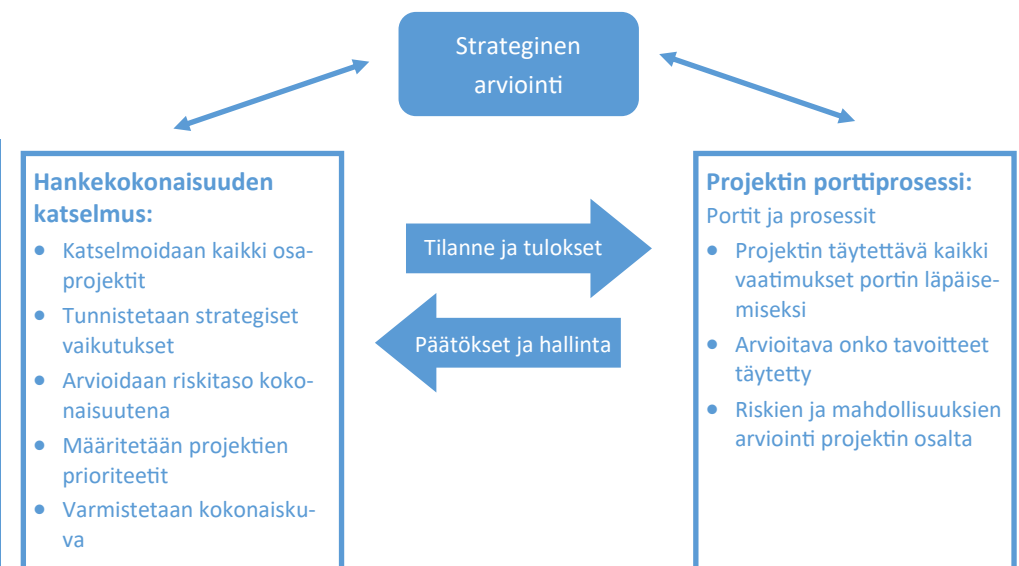 Strateginen
arviointi
Hankekokonaisuuden
katselmus:
• Katselmoidaan kaikki osa-
projektit
• Tunnistetaan strategiset
vaikutukset
• Arvioidaan riskitaso koko-
naisuutena
• Määritetään projektien
prioriteetit
• Varmistetaan kokonaisku-
va
Tilanne ja tulokset
Päätökset ja hallinta
Projektin porttiprosessi:
Portit ja prosessit
• Projektin täytettävä kaikki
vaatimukset portin läpäise-
miseksi
• Arvioitava onko tavoitteet
täytetty
• Riskien ja mahdollisuuksien
arviointi projektin osalta